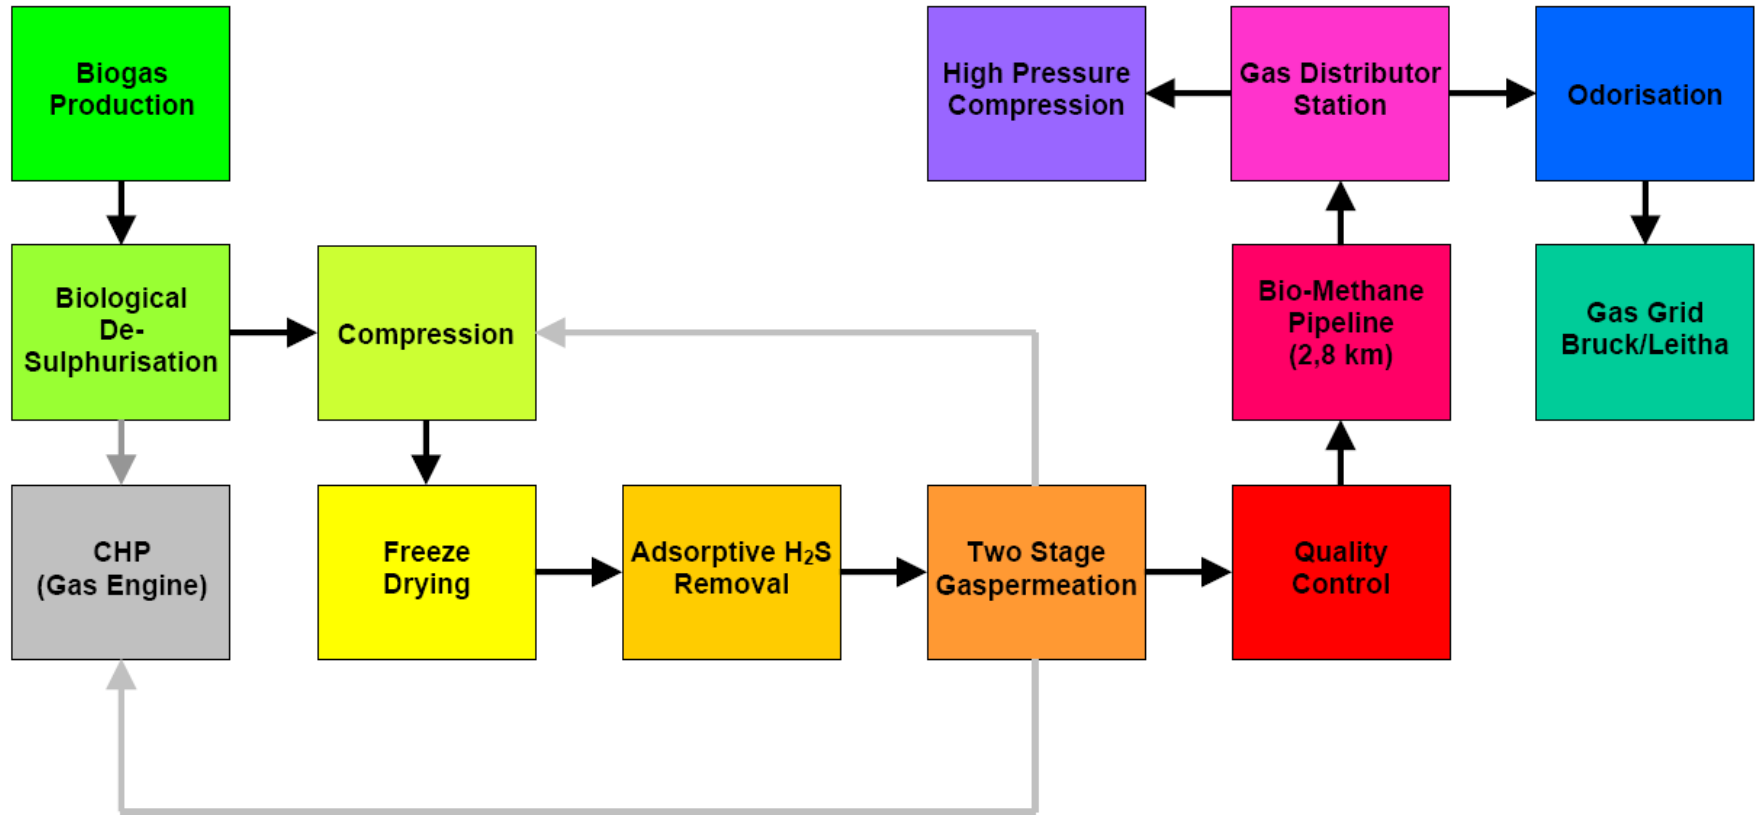 Biogas
Production
High Pressure
Compression
Gas Distributor
Station
Odorisation
Biological
De-
Sulphurisation
Compression
Bio-Methane
Pipeline
(2,8 km)
Gas Grid
Bruck/Leitha
CHP
(Gas Engine)
Freeze
Drying
Adsorptive H₂S
Removal
Two Stage
Gaspermeation
Quality
Control